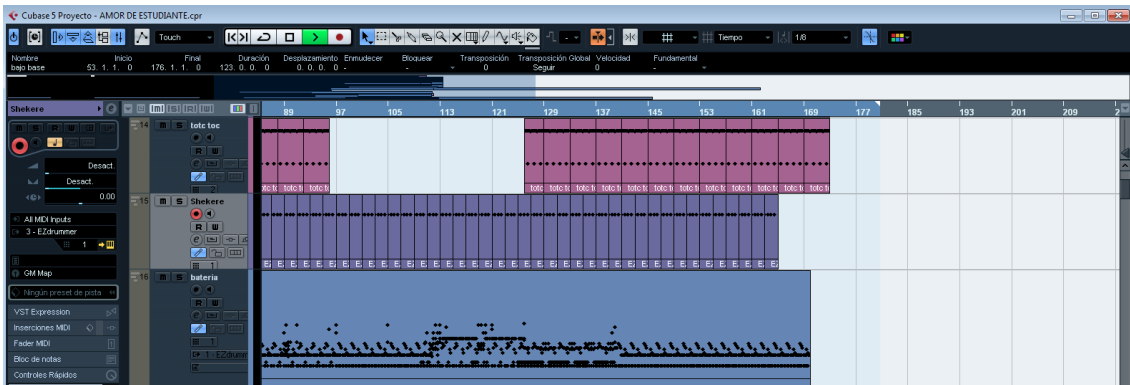 Cubase 5 Proyecto - AMOR DE ESTUDIANTE.cpr
Touch Tiempo 1/8
Nombre Inicio Final Duración Desplazamiento Enmudecer Bloquear Transposición Transposición Global Velocidad Fundamental
bajo base 53. 1. 1. 0 176. 1. 1. 0 123. 0. 0. 0 0. 0. 0. 0 - - 0 Seguir 0 -
Shekere
89 97 105 113 121 129 137 145 153 161 169 177 185 193 201 209
14 m S totc toc
R W
2
Desact.
Desact.
0.00
15 m S Shekere
R W
1
All MIDI Inputs
3 - EZdrummer
1
GM Map
16 m S bateria
R W
1
1 - EZdrumm
Ningún preset de pista
VST Expression
Inserciones MIDI
Fader MIDI
Bloc de notas
Controles Rápidos